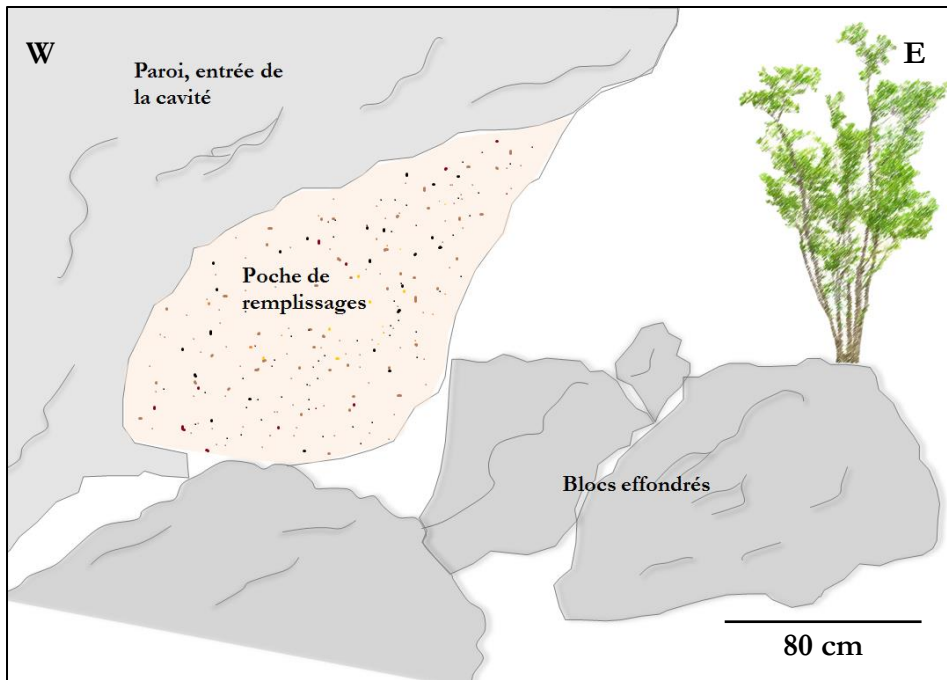 W
E
Paroi, entrée de
la cavité
Poche de
remplissages
Blocs effondrés
80 cm